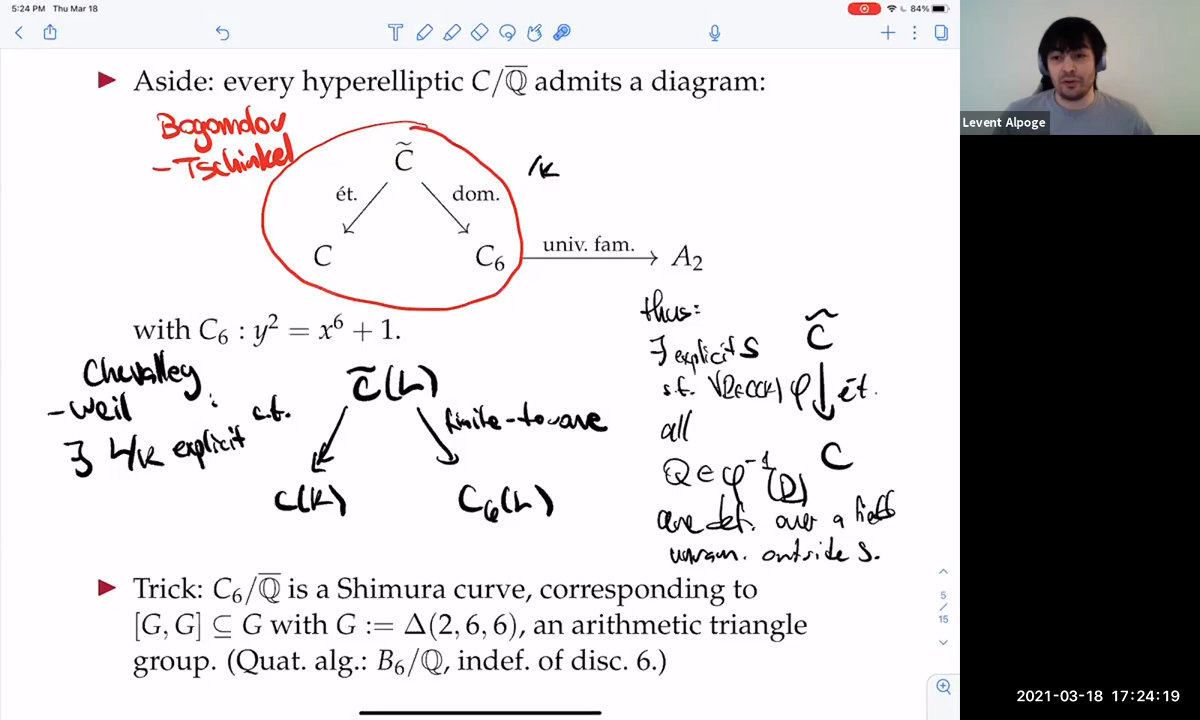 5:24 PM Thu Mar 18
84%
Levent Alpoge
▶ Aside: every hyperelliptic C/ℚ̅ admits a diagram:
Bogomolov
- Tschinkel
C̃
/K
ét.
dom.
C
C₆
univ. fam.
A₂
with C₆ : y² = x⁶ + 1.
Chevalley
- Weil :
∃ L/K explicit s.t.
C̃(L)
finite-to-one
C(K)
C₆(L)
thus:
∃ explicit S
s.t. ∀P∈C(K)
all
Q ∈ φ⁻¹(P)
are def. over a field
unram. outside S.
C̃
φ ↓ ét.
C
▶ Trick: C₆/ℚ̅ is a Shimura curve, corresponding to
[G, G] ⊆ G with G := Δ(2, 6, 6), an arithmetic triangle
group. (Quat. alg.: B₆/ℚ, indef. of disc. 6.)
5
/
15
2021-03-18 17:24:19